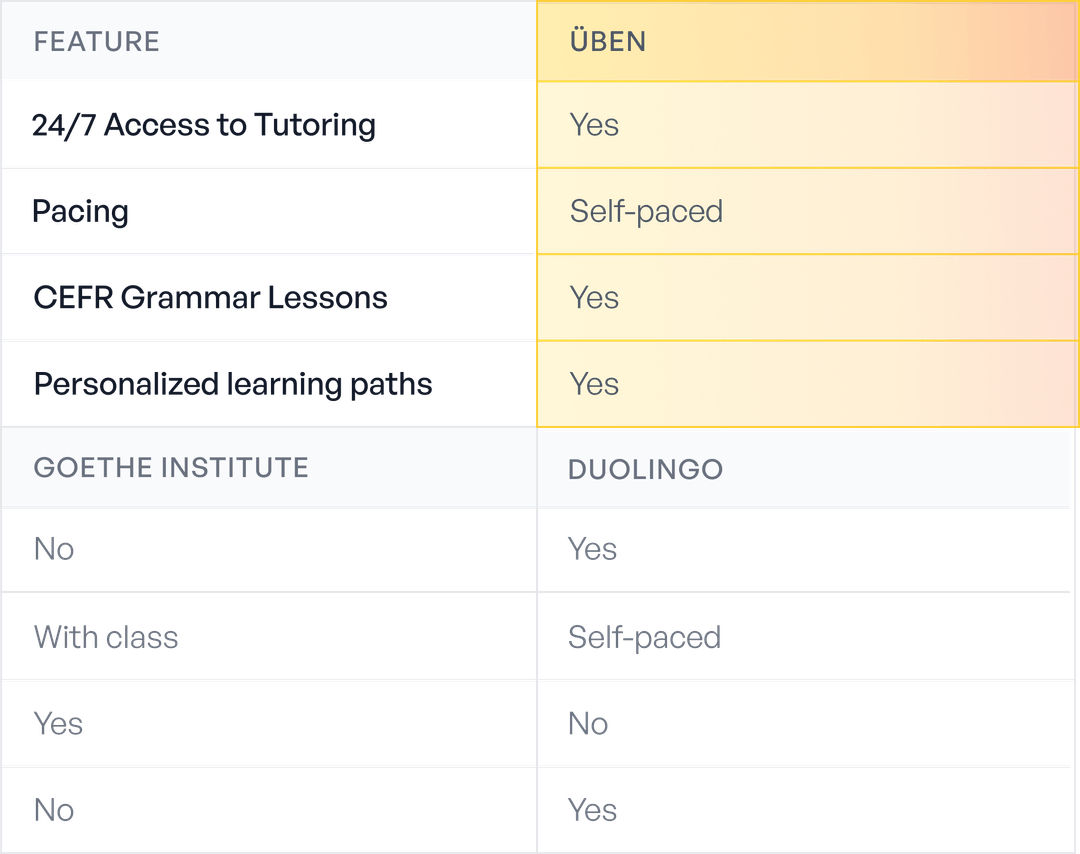 FEATURE ÜBEN
24/7 Access to Tutoring Yes
Pacing Self-paced
CEFR Grammar Lessons Yes
Personalized learning paths Yes
GOETHE INSTITUTE DUOLINGO
No Yes
With class Self-paced
Yes No
No Yes